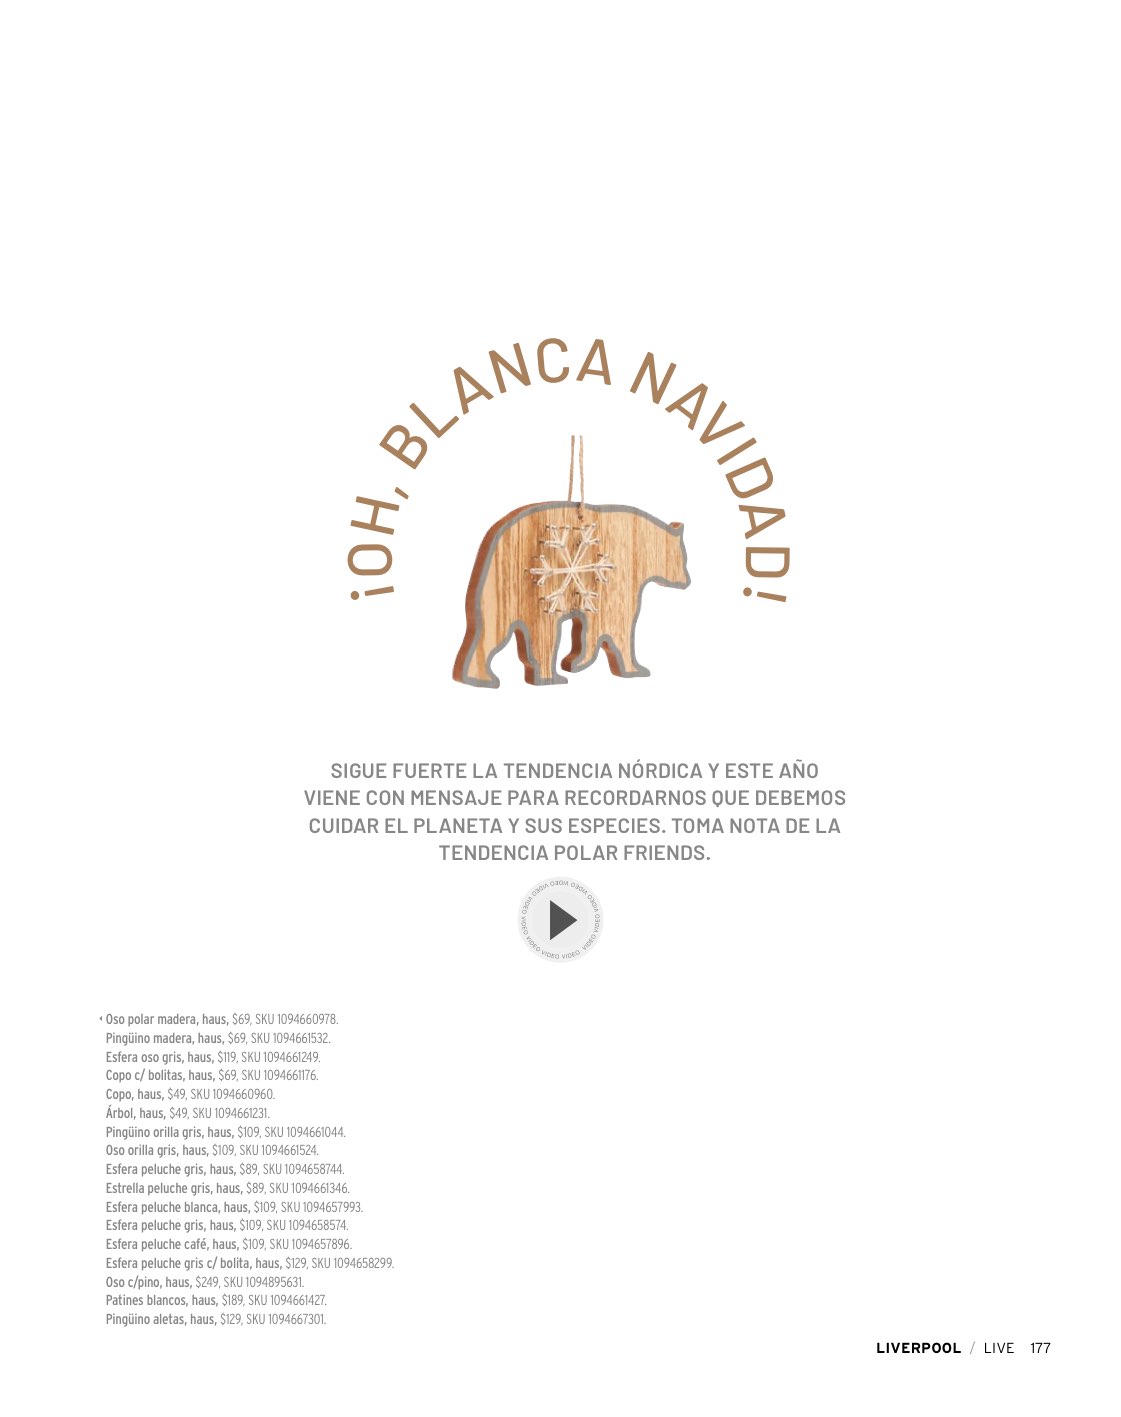 ¡OH, BLANCA NAVIDAD!
SIGUE FUERTE LA TENDENCIA NÓRDICA Y ESTE AÑO
VIENE CON MENSAJE PARA RECORDARNOS QUE DEBEMOS
CUIDAR EL PLANETA Y SUS ESPECIES. TOMA NOTA DE LA
TENDENCIA POLAR FRIENDS.
VIDEO VIDEO VIDEO VIDEO VIDEO VIDEO VIDEO VIDEO VIDEO VIDEO VIDEO
Oso polar madera, haus, $69, SKU 1094660978.
Pingüino madera, haus, $69, SKU 1094661532.
Esfera oso gris, haus, $119, SKU 1094661249.
Copo c/ bolitas, haus, $69, SKU 1094661176.
Copo, haus, $49, SKU 1094660960.
Árbol, haus, $49, SKU 1094661231.
Pingüino orilla gris, haus, $109, SKU 1094661044.
Oso orilla gris, haus, $109, SKU 1094661524.
Esfera peluche gris, haus, $89, SKU 1094658744.
Estrella peluche gris, haus, $89, SKU 1094661346.
Esfera peluche blanca, haus, $109, SKU 1094657993.
Esfera peluche gris, haus, $109, SKU 1094658574.
Esfera peluche café, haus, $109, SKU 1094657896.
Esfera peluche gris c/ bolita, haus, $129, SKU 1094658299.
Oso c/pino, haus, $249, SKU 1094895631.
Patines blancos, haus, $189, SKU 1094661427.
Pingüino aletas, haus, $129, SKU 1094667301.
LIVERPOOL / LIVE 177